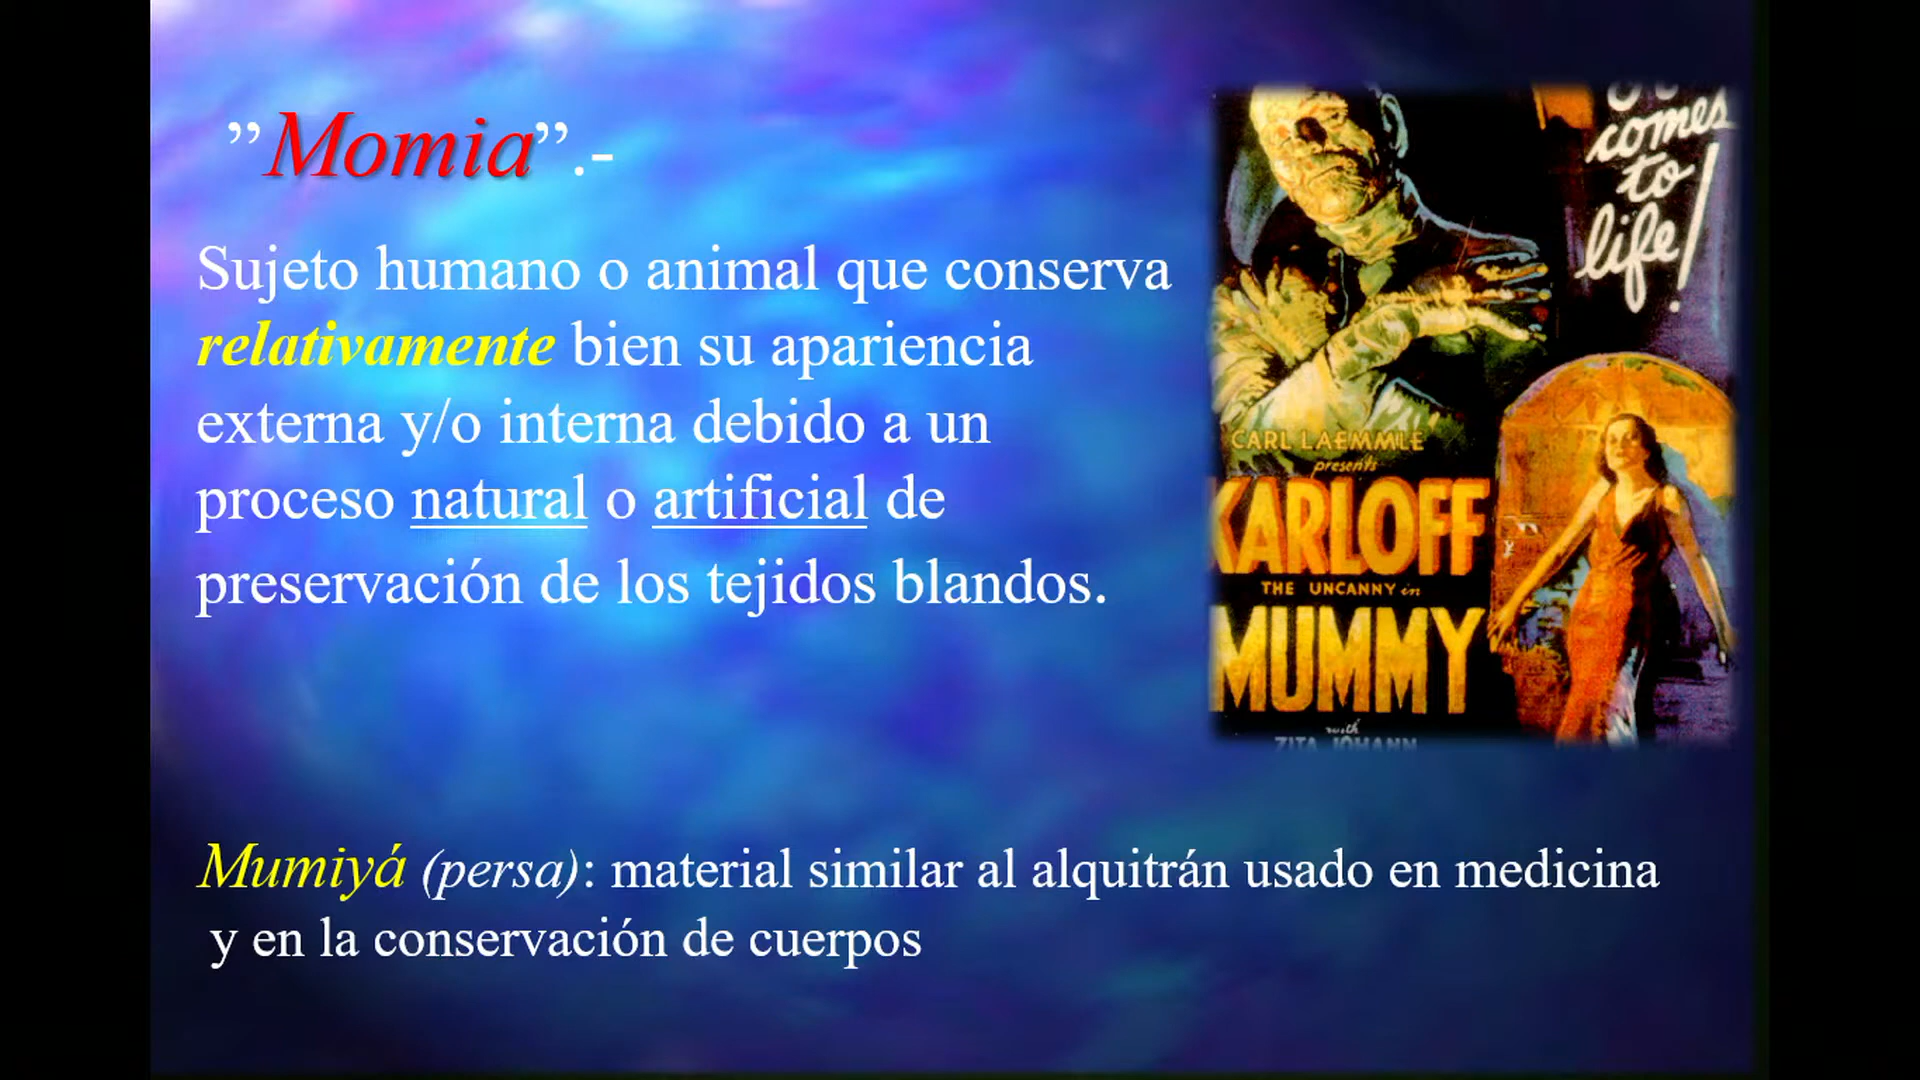 ”Momia”.-
Sujeto humano o animal que conserva
relativamente bien su apariencia
externa y/o interna debido a un
proceso natural o artificial de
preservación de los tejidos blandos.
comes
to
life!
CARL LAEMMLE
presents
KARLOFF
THE UNCANNY in
MUMMY
with
ZITA JOHANN
Mumiyá (persa): material similar al alquitrán usado en medicina
y en la conservación de cuerpos